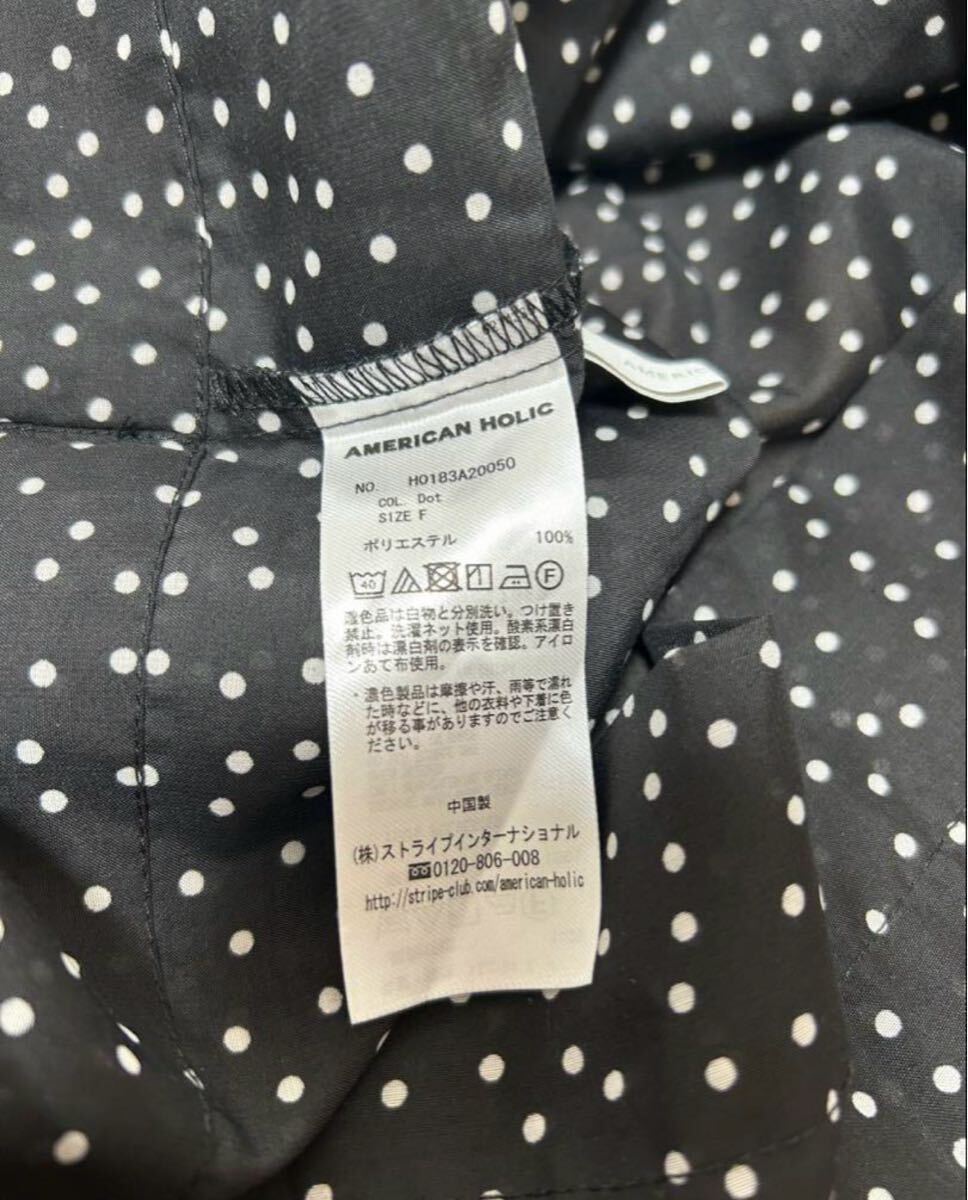 AMERICAN HOLIC
NO. H0183A20050
COL. Dot
SIZE F
ポリエステル 100%
40
F
濃色品は白物と分別洗い。つけ置き
禁止。洗濯ネット使用。酸素系漂白
剤時は漂白剤の表示を確認。アイロ
ンあて布使用。
・濃色製品は摩擦や汗、雨等で濡れ
た時などに、他の衣料や下着に色
が移る事がありますのでご注意く
ださい。
中国製
(株)ストライプインターナショナル
0120-806-008
http://stripe-club.com/american-holic
AMERIC